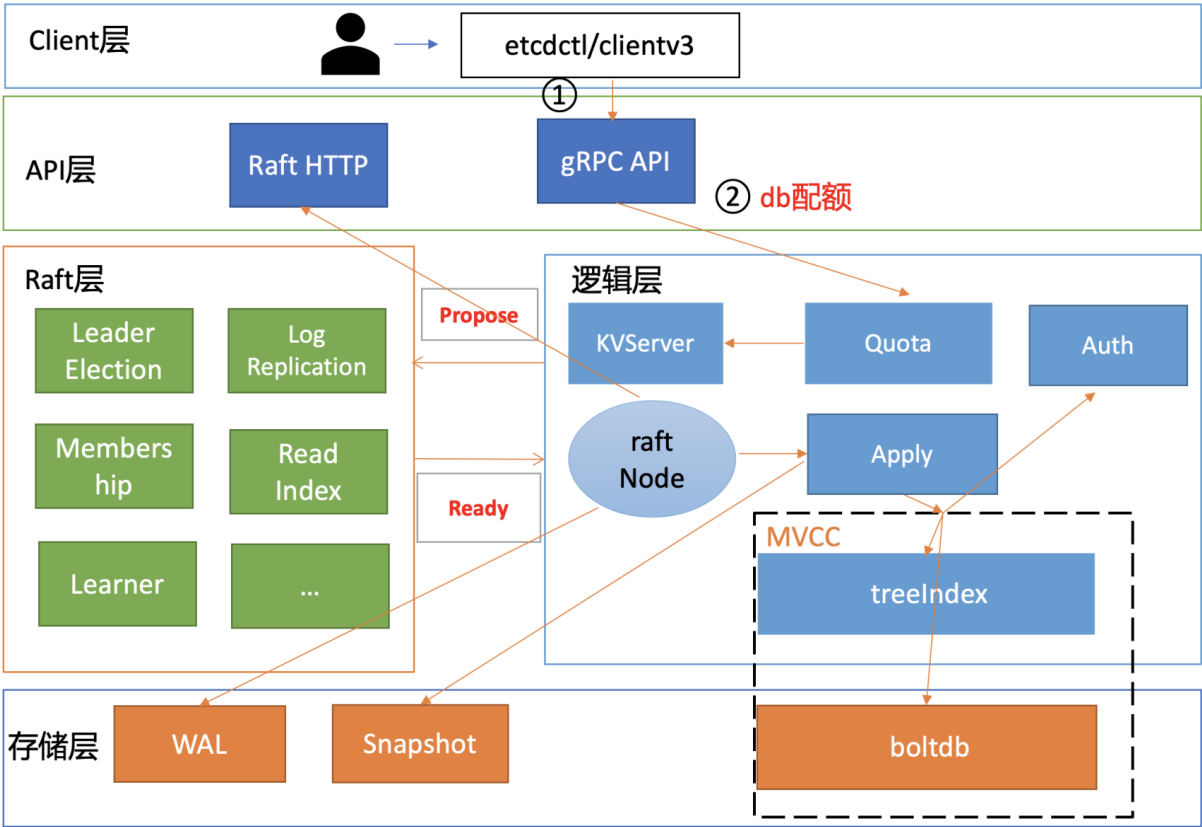 Client层
etcdctl/clientv3
①
API层
Raft HTTP
gRPC API
② db配额
Raft层
Leader
Election
Log
Replication
Members
hip
Read
Index
Learner
...
Propose
Ready
逻辑层
KVServer
Quota
Auth
raft
Node
Apply
MVCC
treeIndex
存储层
WAL
Snapshot
boltdb